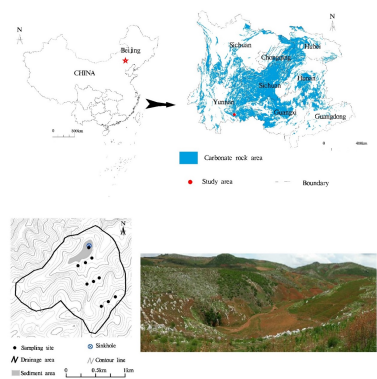 N
Beijing
CHINA
0 500km
N
Sichuan
Hubei
Chongqing
Hunan
Sichuan
Yunnan
Guangxi
Guangdong
0 400km
Carbonate rock area
Study area
Boundary
N
Sampling site
Sinkhole
Drainage area
Contour line
Sediment area
0 0.5km 1km